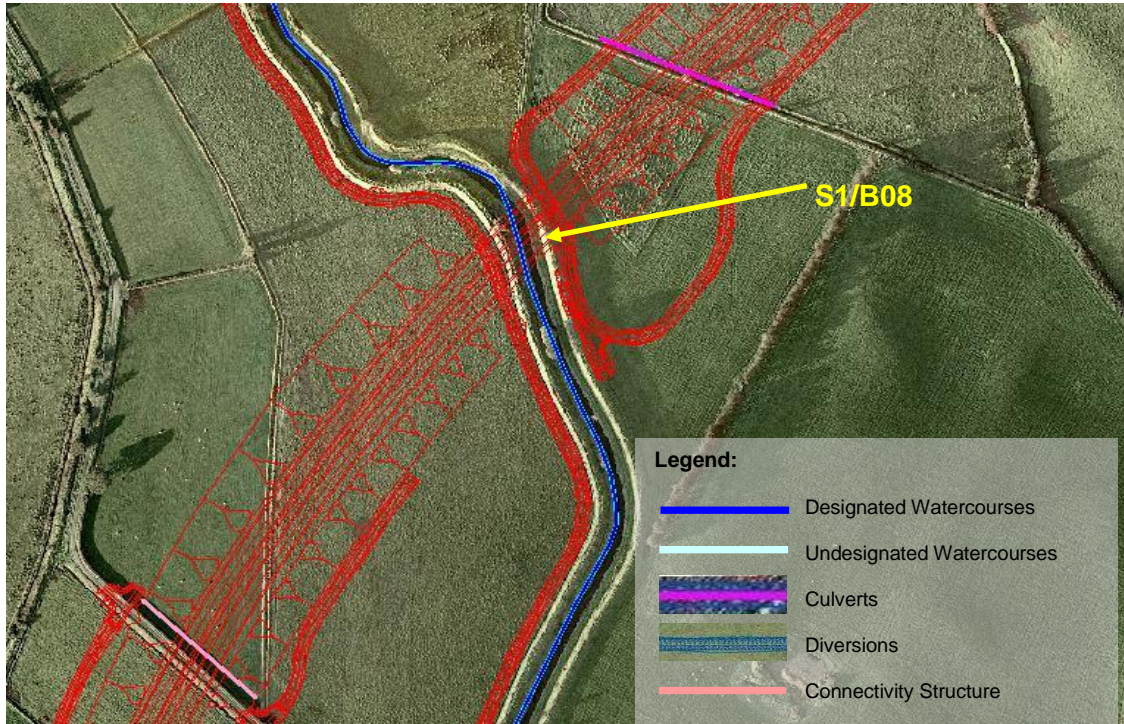 S1/B08
Legend:
Designated Watercourses
Undesignated Watercourses
Culverts
Diversions
Connectivity Structure